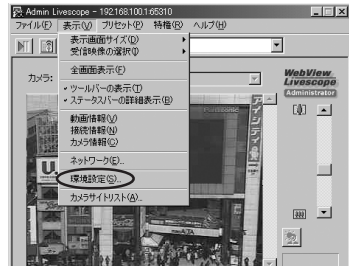 Admin Livescope - 192.168.100.1:65310
ファイル(F) 表示(V) プリセット(P) 特権(R) ヘルプ(H)
表示画面サイズ(D)
受信映像の選択(I)
全画面表示(F)
ツールバーの表示(T)
ステータスバーの詳細表示(B)
動画情報(V)
接続情報(N)
カメラ情報(C)
ネットワーク(E)...
環境設定(S)...
カメラサイトリスト(A)...
カメラ:
WebView
Livescope
Administrator
アイディ